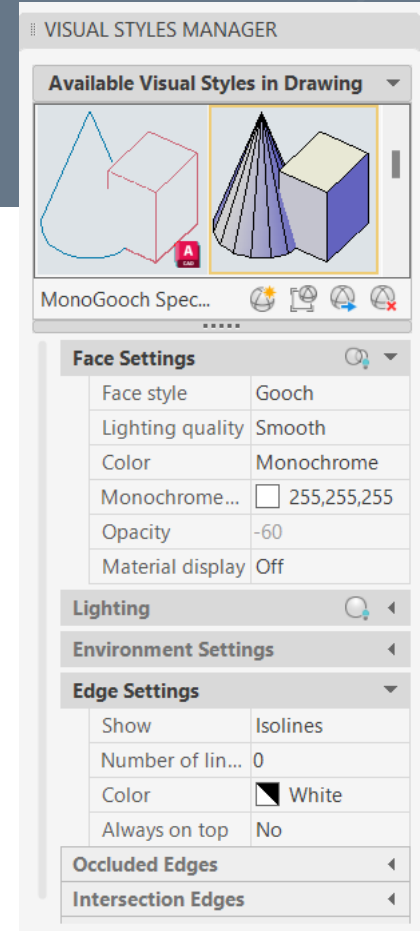 VISUAL STYLES MANAGER
Available Visual Styles in Drawing
A
CAD
MonoGooch Spec...
Face Settings
Face style Gooch
Lighting quality Smooth
Color Monochrome
Monochrome... 255,255,255
Opacity -60
Material display Off
Lighting
Environment Settings
Edge Settings
Show Isolines
Number of lin... 0
Color White
Always on top No
Occluded Edges
Intersection Edges